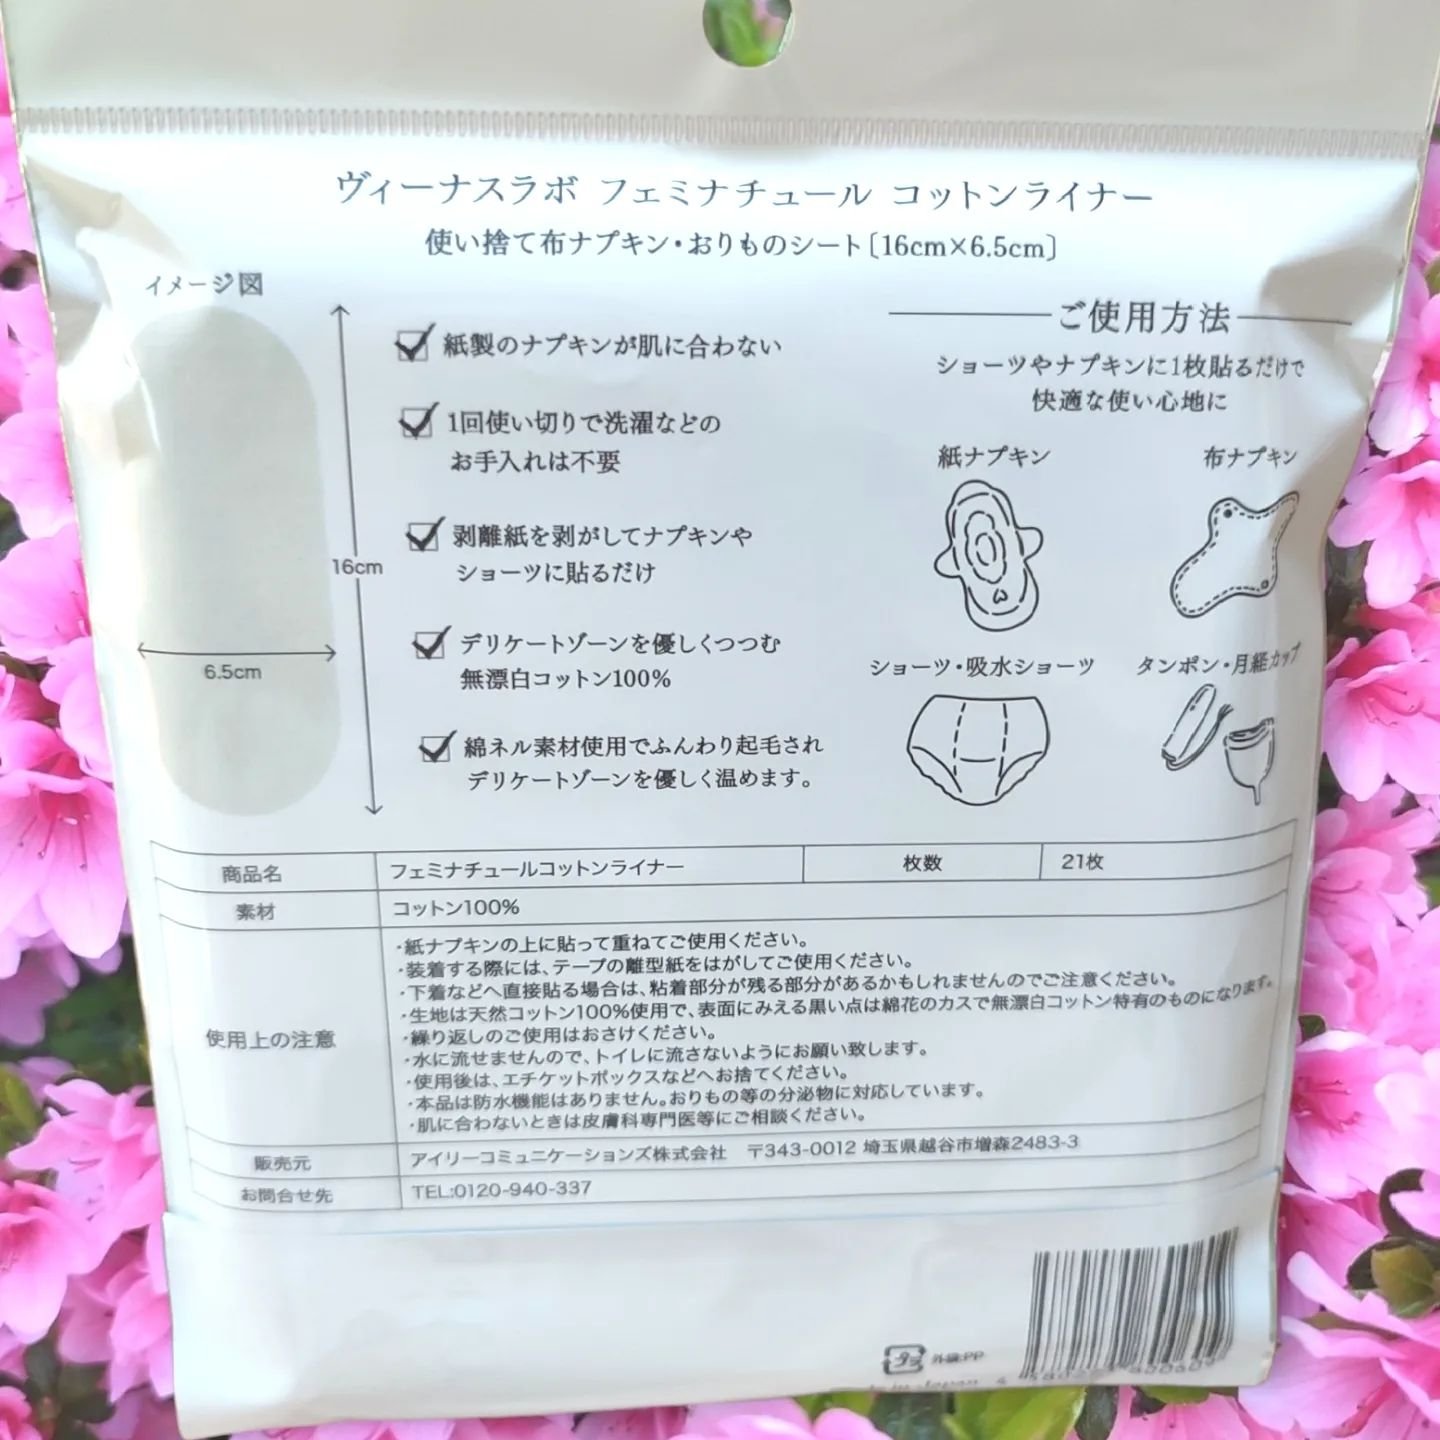 ヴィーナスラボ フェミナチュール コットンライナー
使い捨て布ナプキン・おりものシート〔16cm×6.5cm〕
イメージ図
16cm
6.5cm
紙製のナプキンが肌に合わない
1回使い切りで洗濯などの
お手入れは不要
剥離紙を剥がしてナプキンや
ショーツに貼るだけ
デリケートゾーンを優しくつつむ
無漂白コットン100%
綿ネル素材使用でふんわり起毛され
デリケートゾーンを優しく温めます。
ご使用方法
ショーツやナプキンに1枚貼るだけで
快適な使い心地に
紙ナプキン
布ナプキン
ショーツ・吸水ショーツ
タンポン・月経カップ
商品名 フェミナチュールコットンライナー 枚数 21枚
素材 コットン100%
使用上の注意
・紙ナプキンの上に貼って重ねてご使用ください。
・装着する際には、テープの離型紙をはがしてご使用ください。
・下着などへ直接貼る場合は、粘着部分が残る部分があるかもしれませんのでご注意ください。
・生地は天然コットン100%使用で、表面にみえる黒い点は綿花のカスで無漂白コットン特有のものになります。
・繰り返しのご使用はおさけください。
・水に流せませんので、トイレに流さないようにお願い致します。
・使用後は、エチケットボックスなどへお捨てください。
・本品は防水機能はありません。おりもの等の分泌物に対応しています。
・肌に合わないときは皮膚科専門医等にご相談ください。
販売元 アイリーコミュニケーションズ株式会社 〒343-0012 埼玉県越谷市増森2483-3
お問合せ先 TEL:0120-940-337
プラ 外袋:PP
in Japan